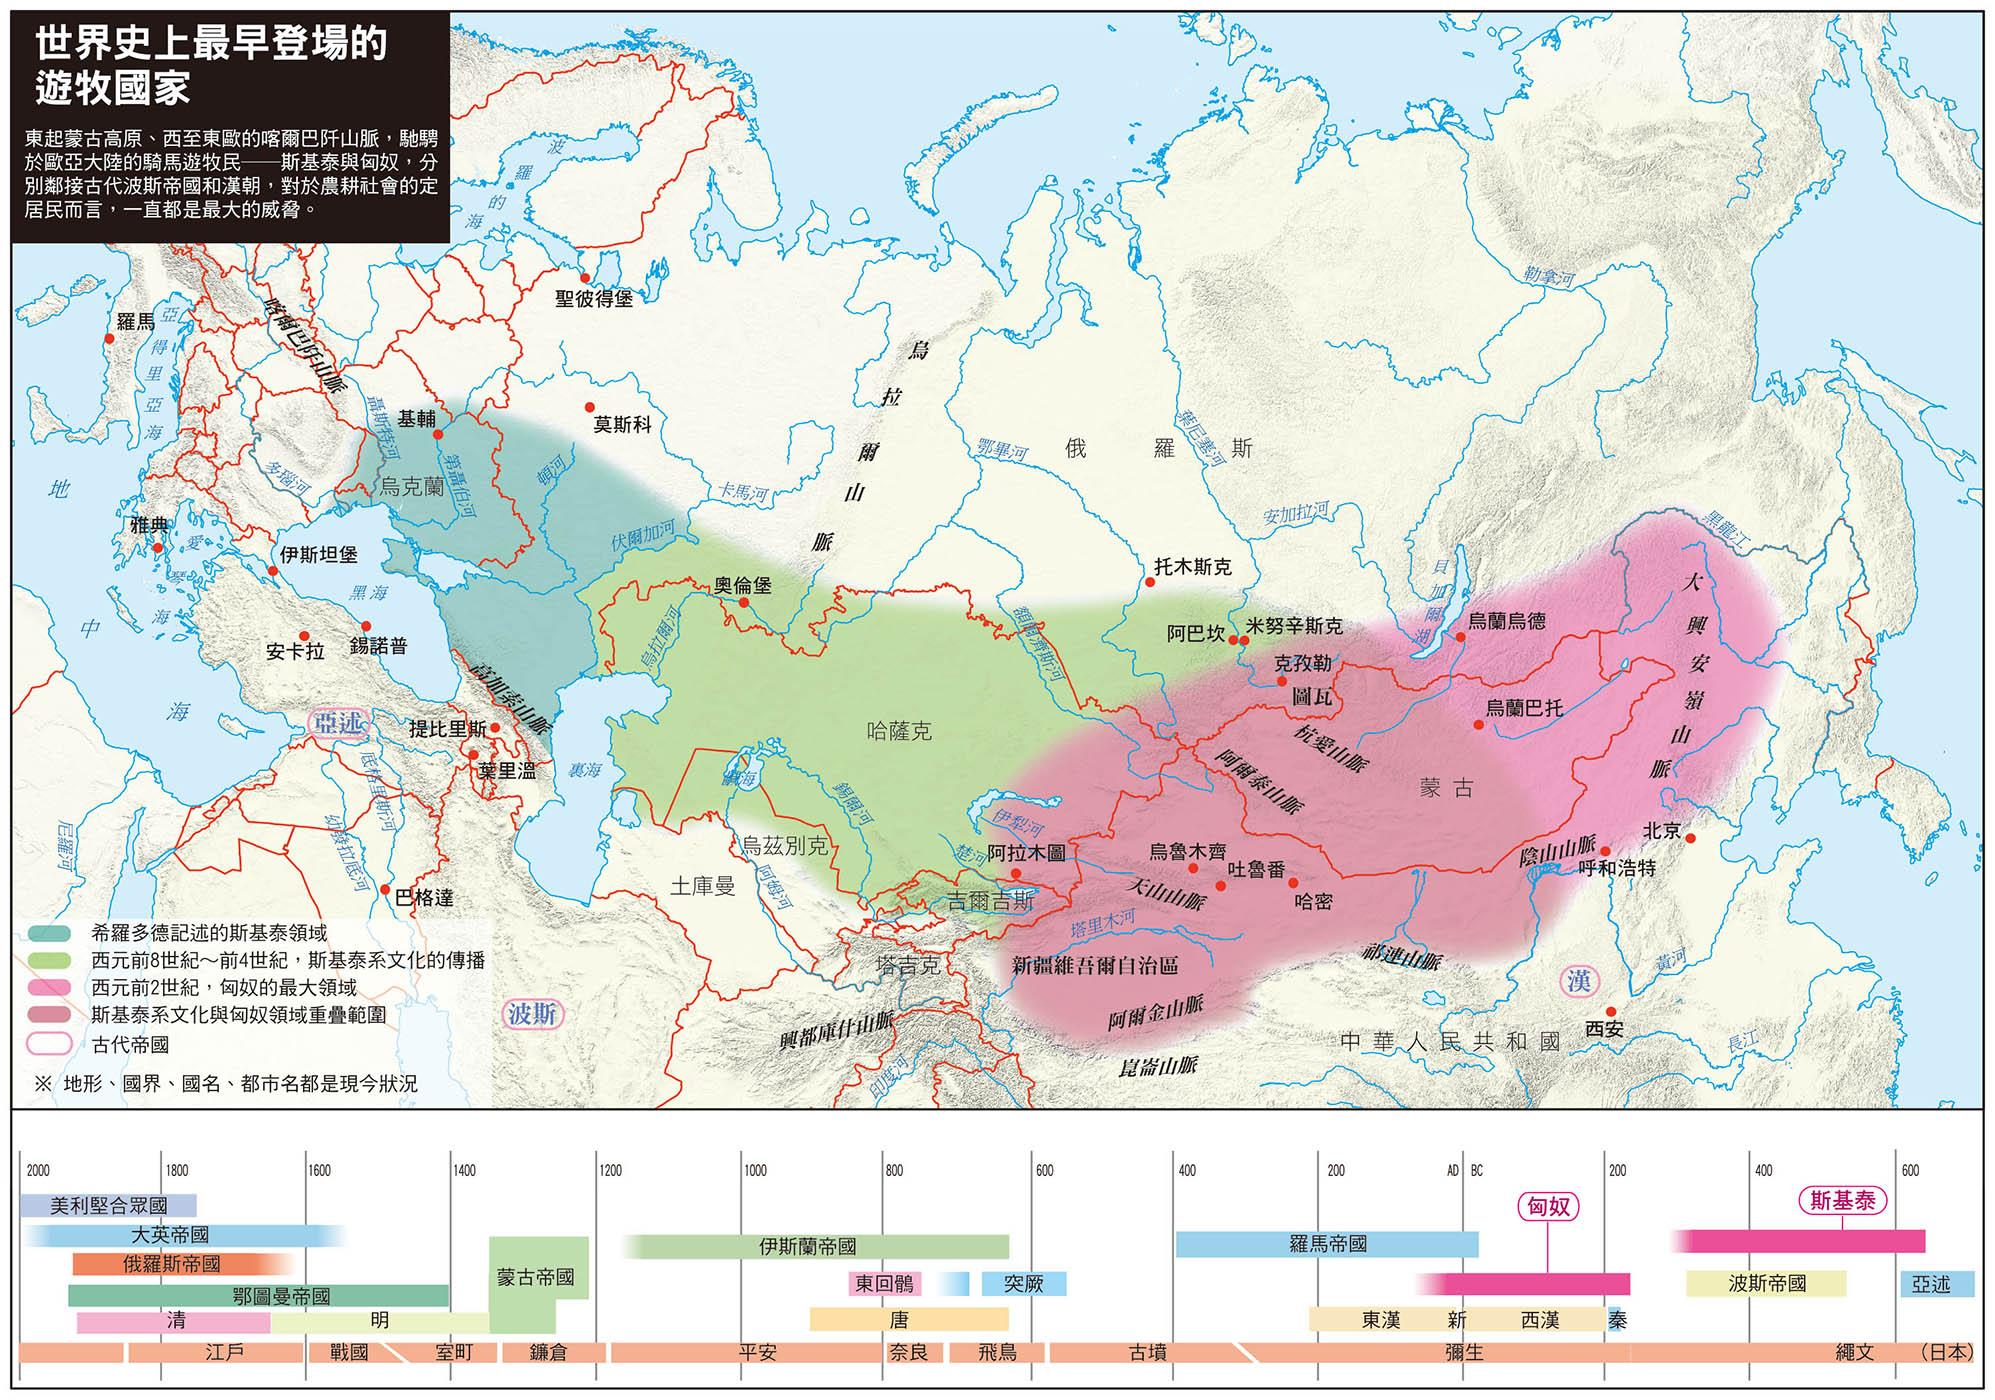 世界史上最早登場的
遊牧國家
東起蒙古高原、西至東歐的喀爾巴阡山脈，馳騁
於歐亞大陸的騎馬遊牧民──斯基泰與匈奴，分
別鄰接古代波斯帝國和漢朝，對於農耕社會的定
居民而言，一直都是最大的威脅。
波羅的海
聖彼得堡
勒拿河
羅馬
亞得里亞海
喀爾巴阡山脈
烏拉爾山脈
莫斯科
基輔
聶斯特河
烏克蘭
第聶伯河
頓河
多瑙河
鄂畢河
俄羅斯
葉尼塞河
卡馬河
伏爾加河
安加拉河
黑龍江
地中海
雅典
愛琴海
伊斯坦堡
黑海
安卡拉
錫諾普
奧倫堡
烏拉爾河
額爾濟斯河
托木斯克
阿巴坎
米努辛斯克
克孜勒
圖瓦
貝加爾湖
烏蘭烏德
烏蘭巴托
大興安嶺山脈
高加索山脈
亞述
提比里斯
葉里溫
裏海
鹹海
哈薩克
錫爾河
杭愛山脈
阿爾泰山脈
蒙古
底格里斯河
幼發拉底河
尼羅河
巴格達
烏茲別克
土庫曼
阿姆河
伊犁河
楚河
阿拉木圖
吉爾吉斯
烏魯木齊
吐魯番
哈密
天山山脈
塔里木河
陰山山脈
呼和浩特
北京
塔吉克
新疆維吾爾自治區
祁連山脈
漢
黃河
波斯
興都庫什山脈
印度河
阿爾金山脈
崑崙山脈
中華人民共和國
西安
長江
希羅多德記述的斯基泰領域
西元前8世紀～前4世紀，斯基泰系文化的傳播
西元前2世紀，匈奴的最大領域
斯基泰系文化與匈奴領域重疊範圍
古代帝國
※ 地形、國界、國名、都市名都是現今狀況
2000 1800 1600 1400 1200 1000 800 600 400 200 AD BC 200 400 600
美利堅合眾國
匈奴
斯基泰
大英帝國
伊斯蘭帝國
羅馬帝國
俄羅斯帝國
蒙古帝國
東回鶻
突厥
波斯帝國
亞述
鄂圖曼帝國
清
明
唐
東漢
新
西漢
秦
江戶 戰國 室町 鎌倉 平安 奈良 飛鳥 古墳 彌生 繩文 （日本）